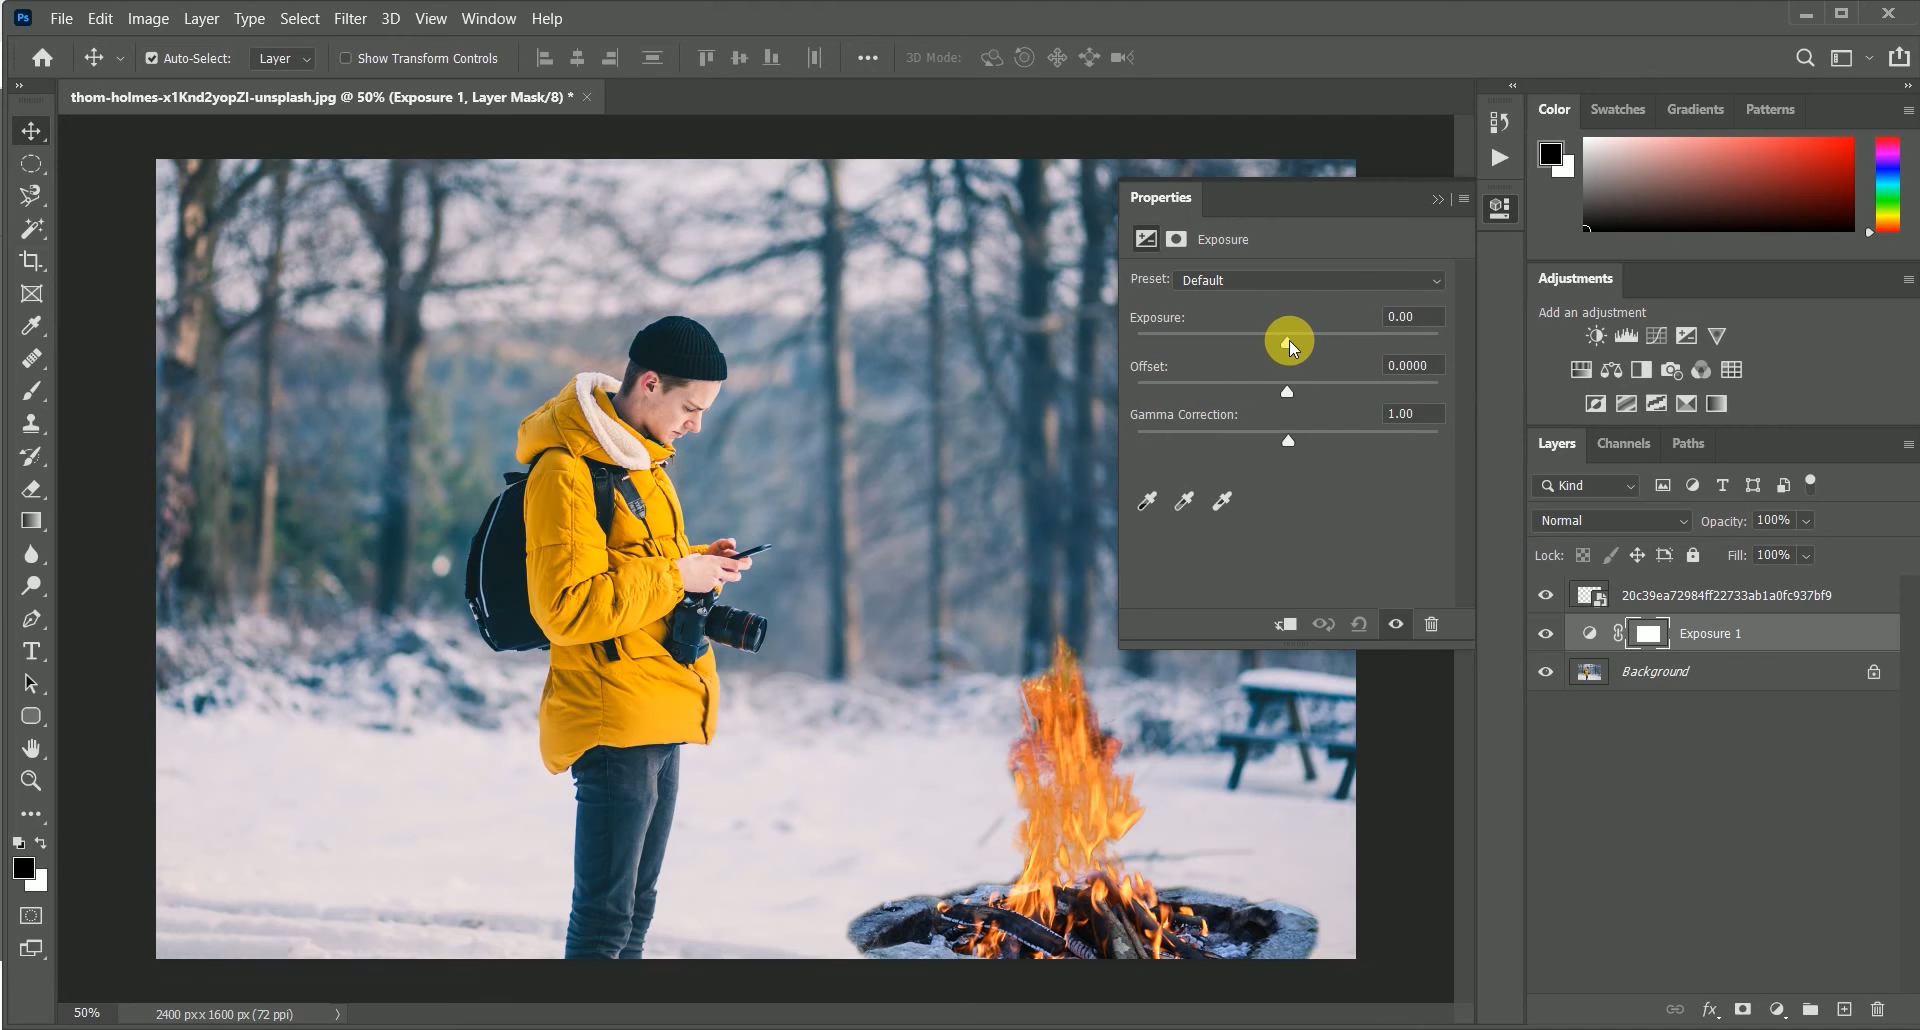 Ps File Edit Image Layer Type Select Filter 3D View Window Help
Auto-Select: Layer Show Transform Controls 3D Mode:
thom-holmes-x1Knd2yopZI-unsplash.jpg @ 50% (Exposure 1, Layer Mask/8) *
Color Swatches Gradients Patterns
Properties
Exposure
Preset: Default
Exposure: 0.00
Offset: 0.0000
Gamma Correction: 1.00
Adjustments
Add an adjustment
Layers Channels Paths
Kind
Normal Opacity: 100%
Lock: Fill: 100%
20c39ea72984ff22733ab1a0fc937bf9
Exposure 1
Background
50% 2400 px x 1600 px (72 ppi)